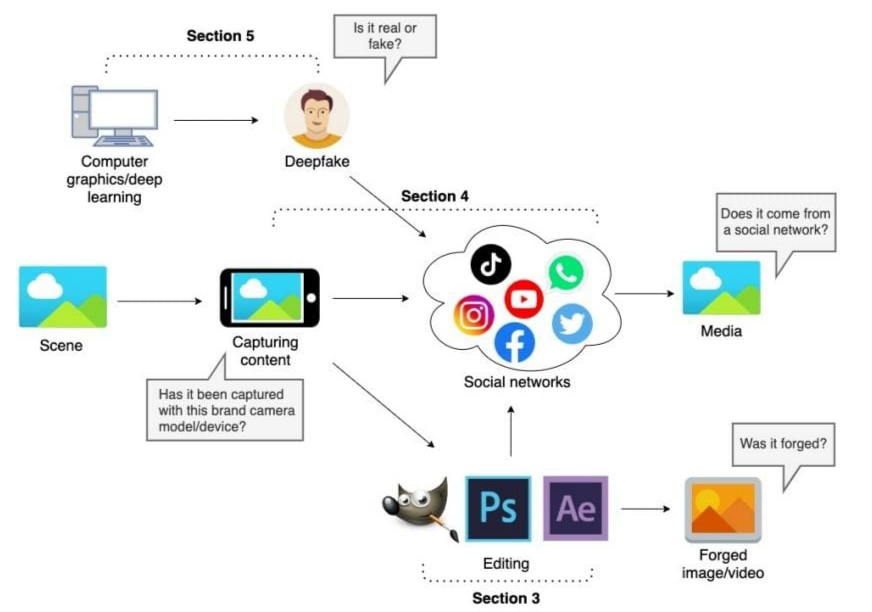 Section 5
Is it real or
fake?
Computer
graphics/deep
learning
Deepfake
Section 4
Does it come from
a social network?
Scene
Capturing
content
Social networks
Media
Has it been captured
with this brand camera
model/device?
Was it forged?
Ps
Ae
Editing
Forged
image/video
Section 3